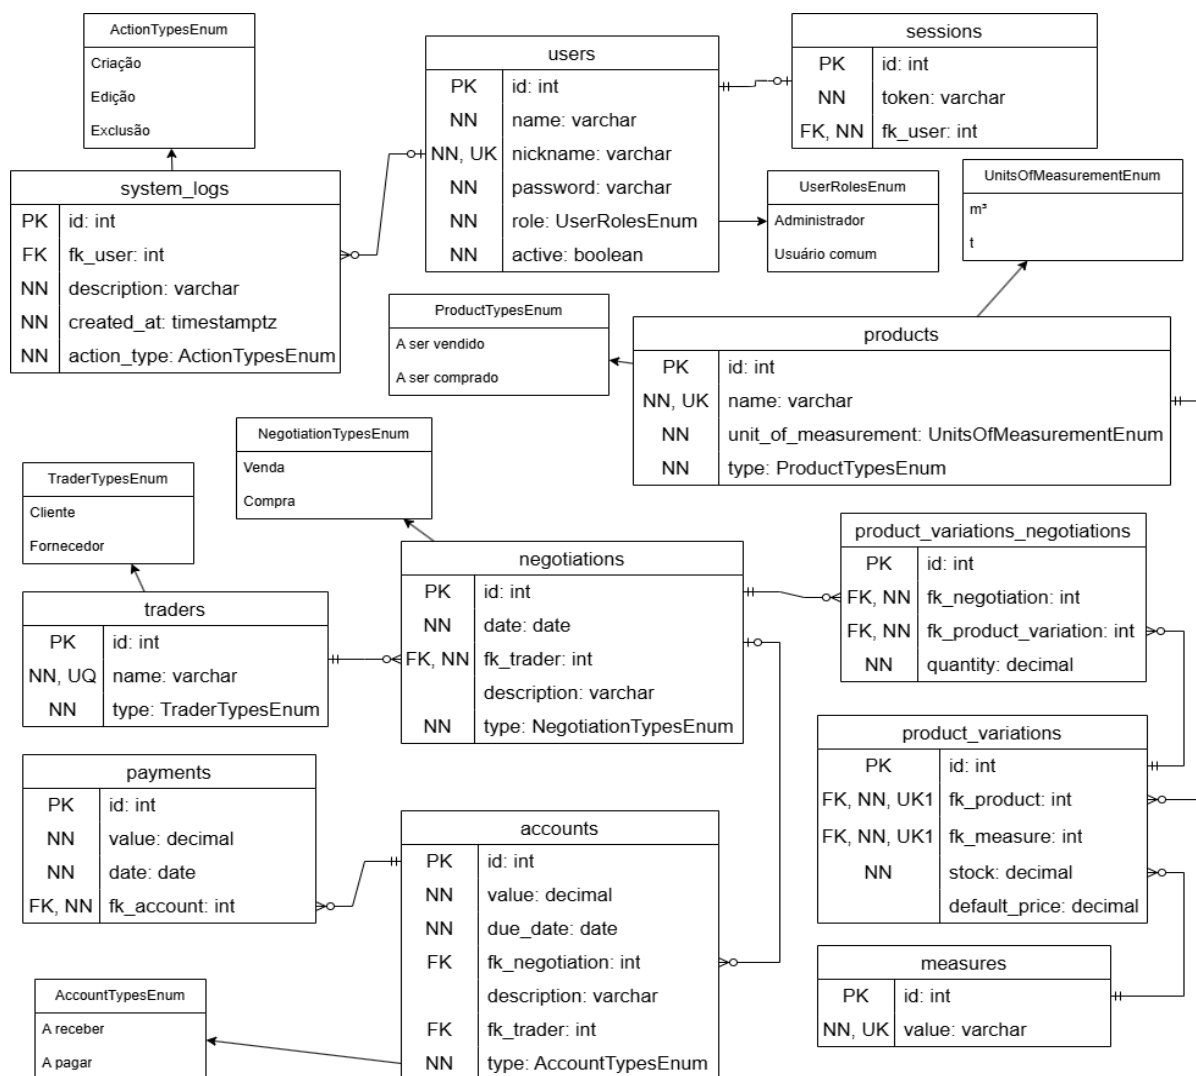 ActionTypesEnum
Criação
Edição
Exclusão
users
PK id: int
NN name: varchar
NN, UK nickname: varchar
NN password: varchar
NN role: UserRolesEnum
NN active: boolean
sessions
PK id: int
NN token: varchar
FK, NN fk_user: int
system_logs
PK id: int
FK fk_user: int
NN description: varchar
NN created_at: timestamptz
NN action_type: ActionTypesEnum
UserRolesEnum
Administrador
Usuário comum
UnitsOfMeasurementEnum
m³
t
ProductTypesEnum
A ser vendido
A ser comprado
products
PK id: int
NN, UK name: varchar
NN unit_of_measurement: UnitsOfMeasurementEnum
NN type: ProductTypesEnum
NegotiationTypesEnum
Venda
Compra
TraderTypesEnum
Cliente
Fornecedor
traders
PK id: int
NN, UQ name: varchar
NN type: TraderTypesEnum
negotiations
PK id: int
NN date: date
FK, NN fk_trader: int
description: varchar
NN type: NegotiationTypesEnum
product_variations_negotiations
PK id: int
FK, NN fk_negotiation: int
FK, NN fk_product_variation: int
NN quantity: decimal
product_variations
PK id: int
FK, NN, UK1 fk_product: int
FK, NN, UK1 fk_measure: int
NN stock: decimal
default_price: decimal
payments
PK id: int
NN value: decimal
NN date: date
FK, NN fk_account: int
accounts
PK id: int
NN value: decimal
NN due_date: date
FK fk_negotiation: int
description: varchar
FK fk_trader: int
NN type: AccountTypesEnum
measures
PK id: int
NN, UK value: varchar
AccountTypesEnum
A receber
A pagar